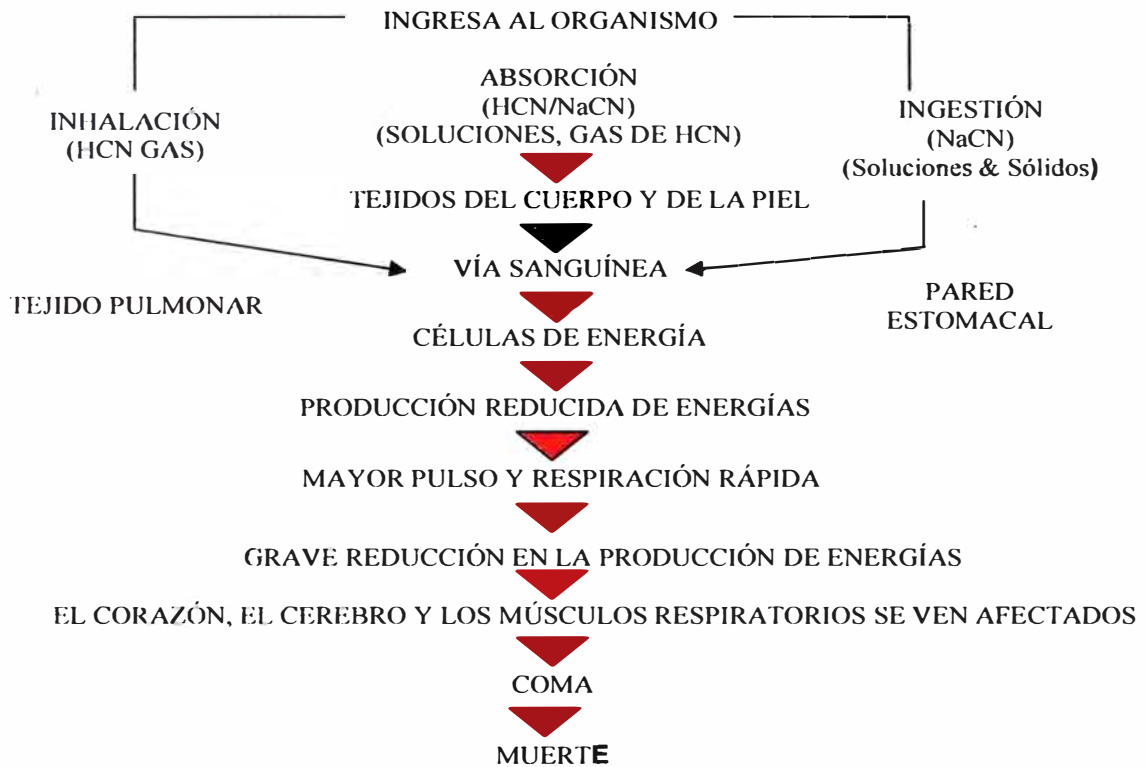 INGRESA AL ORGANISMO
INHALACIÓN
(HCN GAS)
ABSORCIÓN
(HCN/NaCN)
(SOLUCIONES, GAS DE HCN)
INGESTIÓN
(NaCN)
(Soluciones & Sólidos)
TEJIDOS DEL CUERPO Y DE LA PIEL
VÍA SANGUÍNEA
TEJIDO PULMONAR
PARED
ESTOMACAL
CÉLULAS DE ENERGÍA
PRODUCCIÓN REDUCIDA DE ENERGÍAS
MAYOR PULSO Y RESPIRACIÓN RÁPIDA
GRAVE REDUCCIÓN EN LA PRODUCCIÓN DE ENERGÍAS
EL CORAZÓN, EL CEREBRO Y LOS MÚSCULOS RESPIRATORIOS SE VEN AFECTADOS
COMA
MUERTE